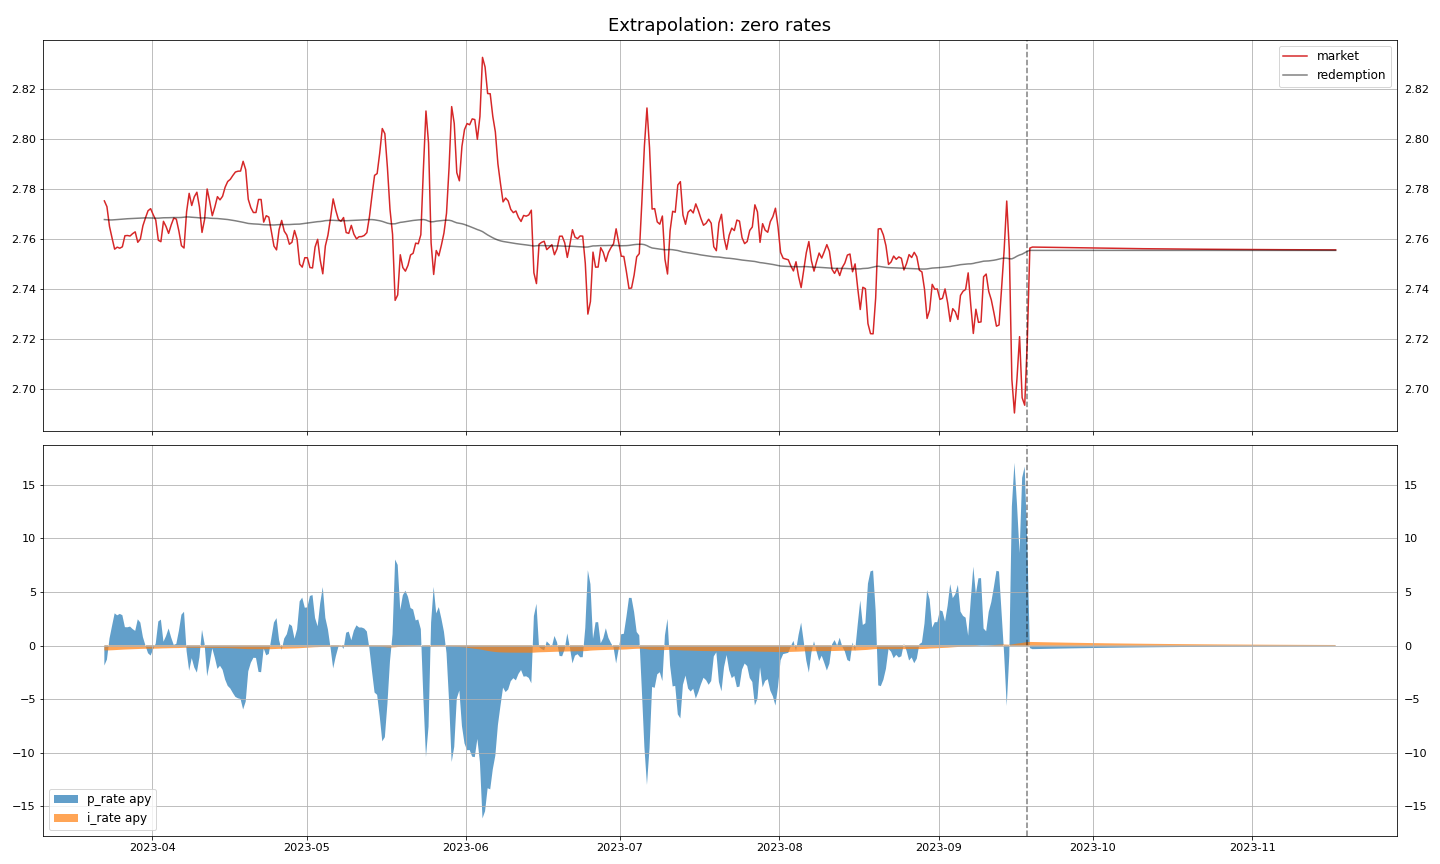 Extrapolation: zero rates
market
redemption
2.82 2.82
2.80 2.80
2.78 2.78
2.76 2.76
2.74 2.74
2.72 2.72
2.70 2.70
15 15
10 10
5 5
0 0
−5 −5
−10 −10
−15 −15
p_rate apy
i_rate apy
2023-04 2023-05 2023-06 2023-07 2023-08 2023-09 2023-10 2023-11